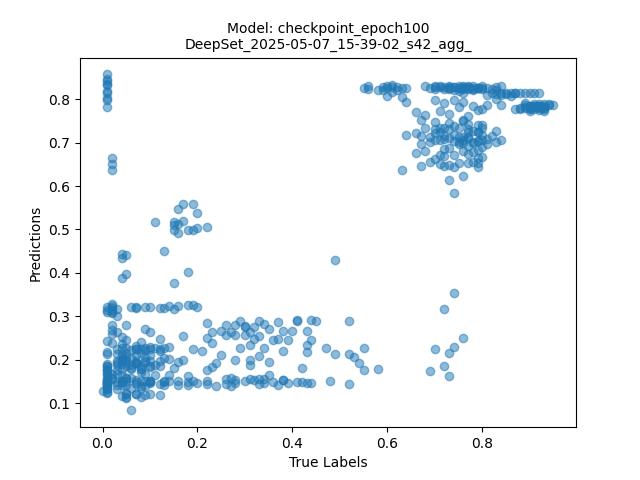 Model: checkpoint_epoch100
DeepSet_2025-05-07_15-39-02_s42_agg_
Predictions
0.8
0.7
0.6
0.5
0.4
0.3
0.2
0.1
0.0 0.2 0.4 0.6 0.8
True Labels